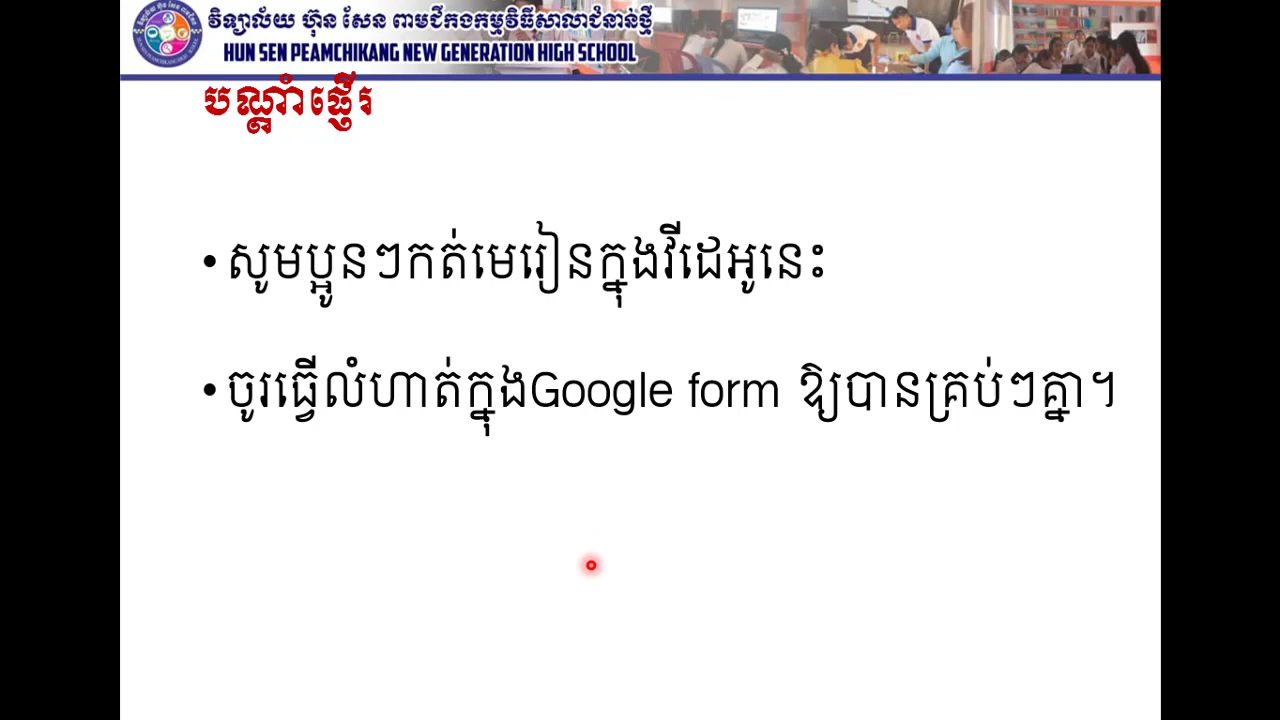 វិទ្យាល័យ ហ៊ុន សែន ពាមជីកងកម្មវិធីសាលាជំនាន់ថ្មី
HUN SEN PEAMCHIKANG NEW GENERATION HIGH SCHOOL
បណ្ដាំផ្ញើរ
• សូមប្អូនៗកត់មេរៀនក្នុងវីដេអូនេះ
• ចូរធ្វើលំហាត់ក្នុងGoogle form ឱ្យបានគ្រប់ៗគ្នា។